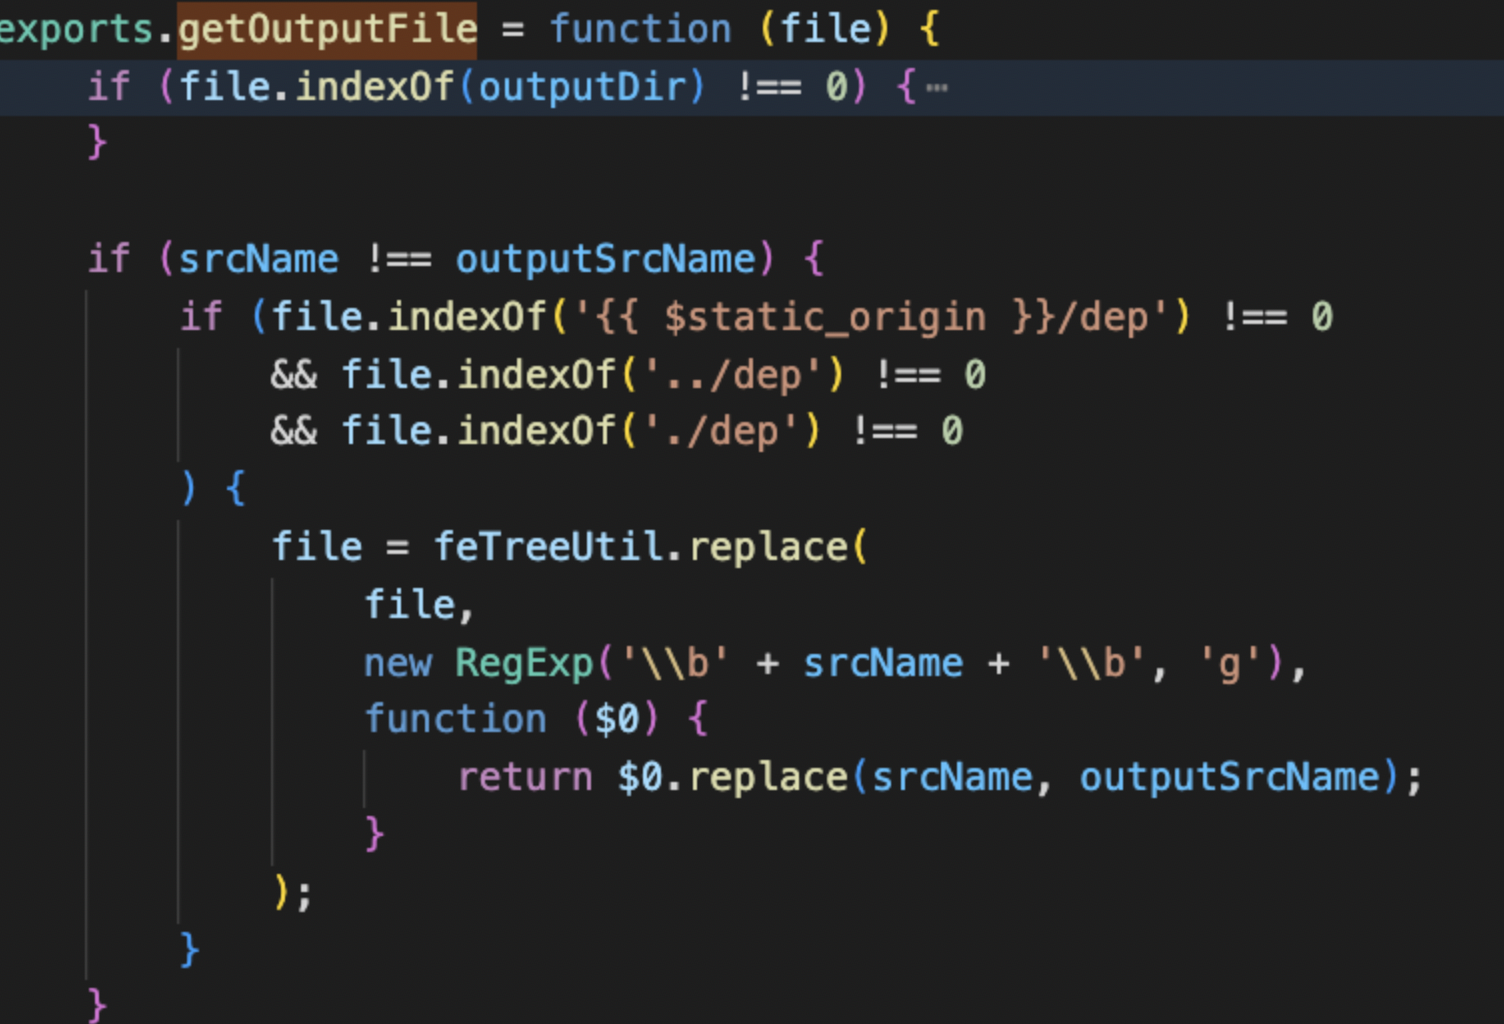 exports.getOutputFile = function (file) {
if (file.indexOf(outputDir) !== 0) {⋯
}
if (srcName !== outputSrcName) {
if (file.indexOf('{{ $static_origin }}/dep') !== 0
&& file.indexOf('../dep') !== 0
&& file.indexOf('./dep') !== 0
) {
file = feTreeUtil.replace(
file,
new RegExp('\\b' + srcName + '\\b', 'g'),
function ($0) {
return $0.replace(srcName, outputSrcName);
}
);
}
}